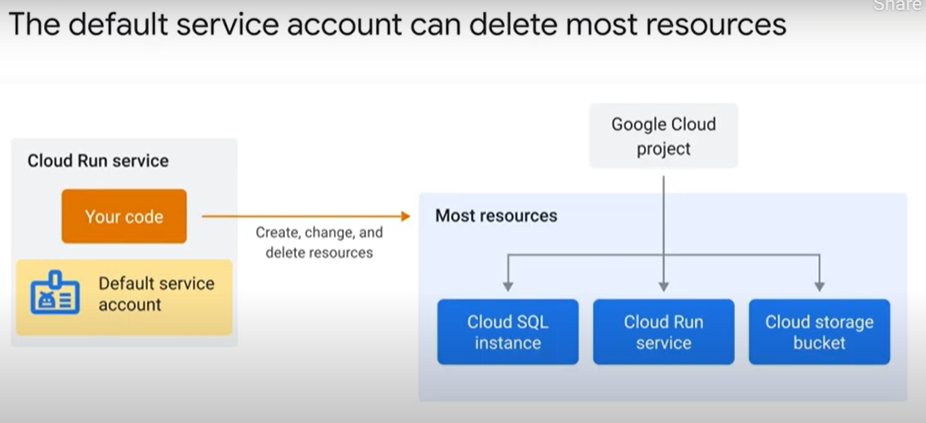 Share
The default service account can delete most resources
Google Cloud
project
Cloud Run service
Your code
Create, change, and
delete resources
Default service
account
Most resources
Cloud SQL
instance
Cloud Run
service
Cloud storage
bucket